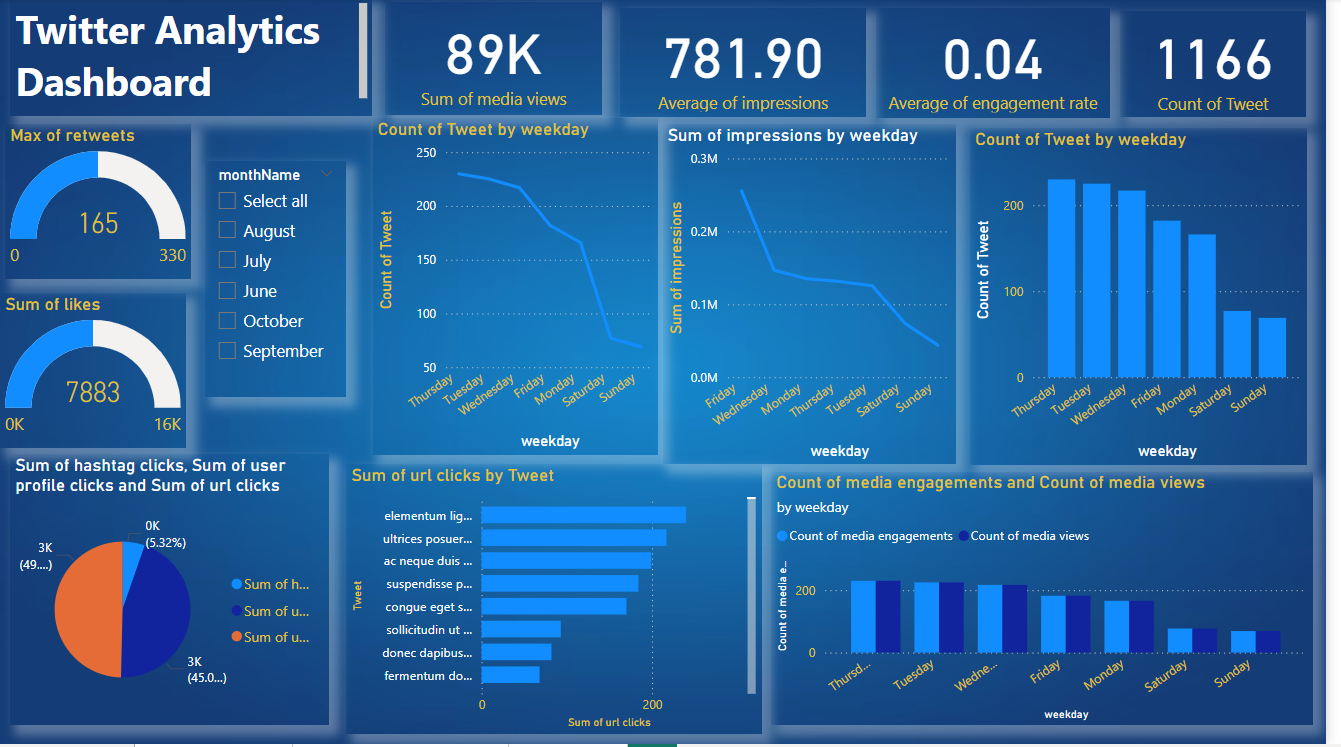 Twitter Analytics
Dashboard
89K
Sum of media views
781.90
Average of impressions
0.04
Average of engagement rate
1166
Count of Tweet
Max of retweets
165
0
330
monthName
Select all
August
July
June
October
September
Sum of likes
7883
0K
16K
Count of Tweet by weekday
Count of Tweet
250
200
150
100
50
Thursday
Tuesday
Wednesday
Friday
Monday
Saturday
Sunday
weekday
Sum of impressions by weekday
Sum of impressions
0.3M
0.2M
0.1M
0.0M
Friday
Wednesday
Monday
Thursday
Tuesday
Saturday
Sunday
weekday
Count of Tweet by weekday
Count of Tweet
200
100
0
Thursday
Tuesday
Wednesday
Friday
Monday
Saturday
Sunday
weekday
Sum of hashtag clicks, Sum of user
profile clicks and Sum of url clicks
0K
(5.32%)
3K
(49....)
3K
(45.0...)
Sum of h...
Sum of u...
Sum of u...
Sum of url clicks by Tweet
Tweet
elementum lig...
ultrices posuer...
ac neque duis ...
suspendisse p...
congue eget s...
sollicitudin ut ...
donec dapibus...
fermentum do...
0
200
Sum of url clicks
Count of media engagements and Count of media views
by weekday
Count of media engagements
Count of media views
Count of media e...
200
0
Thursd...
Tuesday
Wedne...
Friday
Monday
Saturday
Sunday
weekday